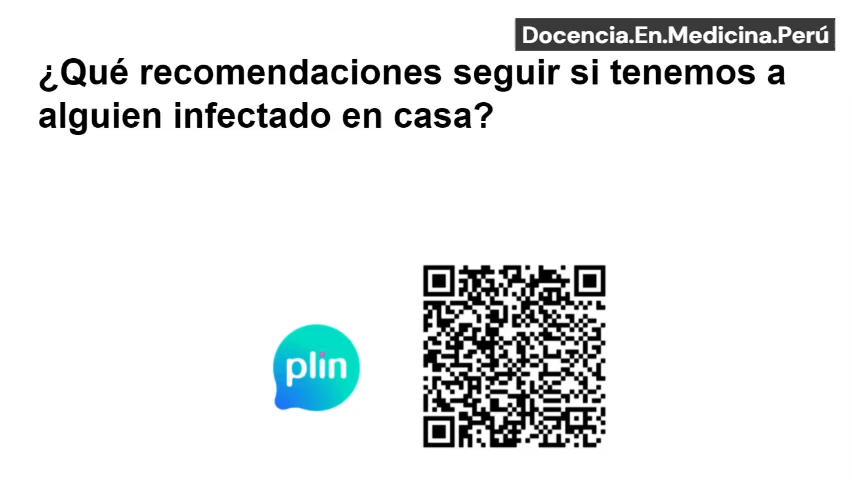 Docencia.En.Medicina.Perú
¿Qué recomendaciones seguir si tenemos a
alguien infectado en casa?
plin